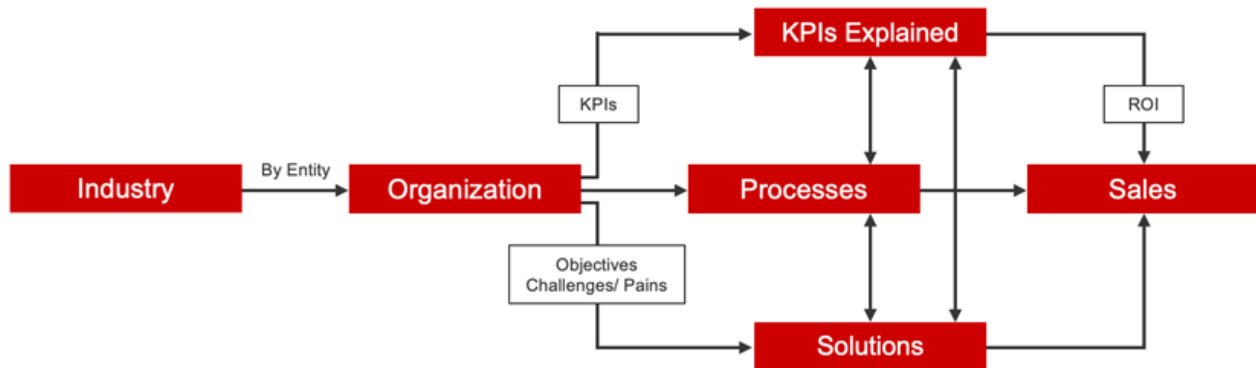 KPIs Explained
KPIs
ROI
By Entity
Industry
Organization
Processes
Sales
Objectives
Challenges/ Pains
Solutions